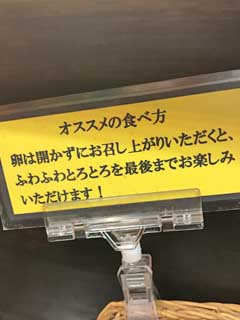 オススメの食べ方
卵は開かずにお召し上がりいただくと、
ふわふわとろとろを最後までお楽しみ
いただけます！